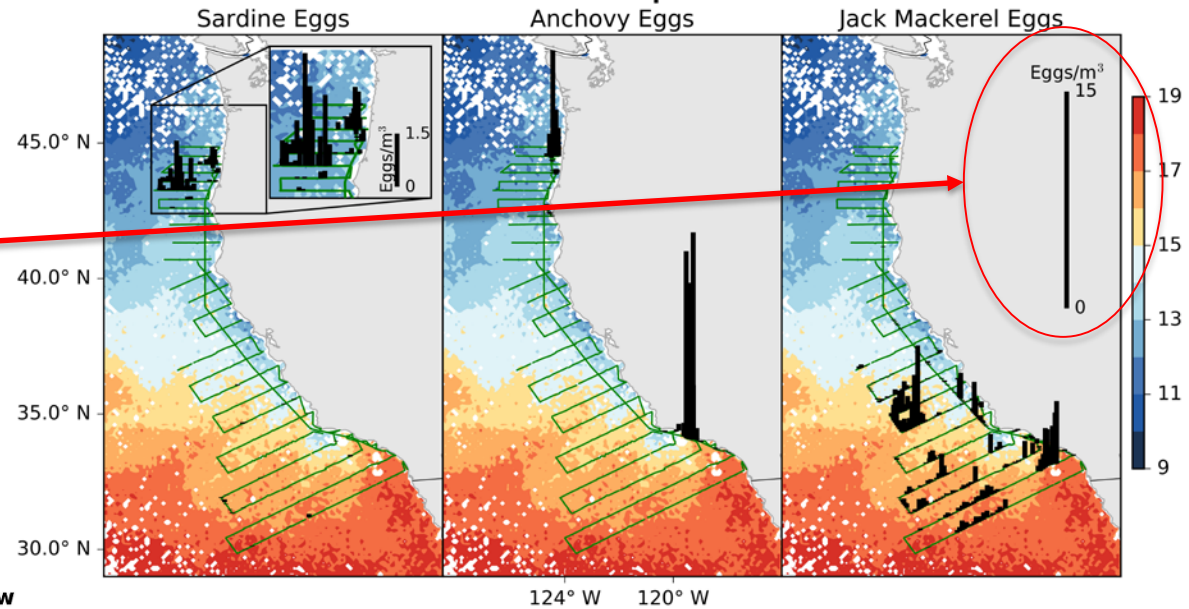 Sardine Eggs
Anchovy Eggs
Jack Mackerel Eggs
Eggs/m³
15
0
Eggs/m³
1.5
0
45.0° N
40.0° N
35.0° N
30.0° N
19
17
15
13
11
9
124° W
120° W
w